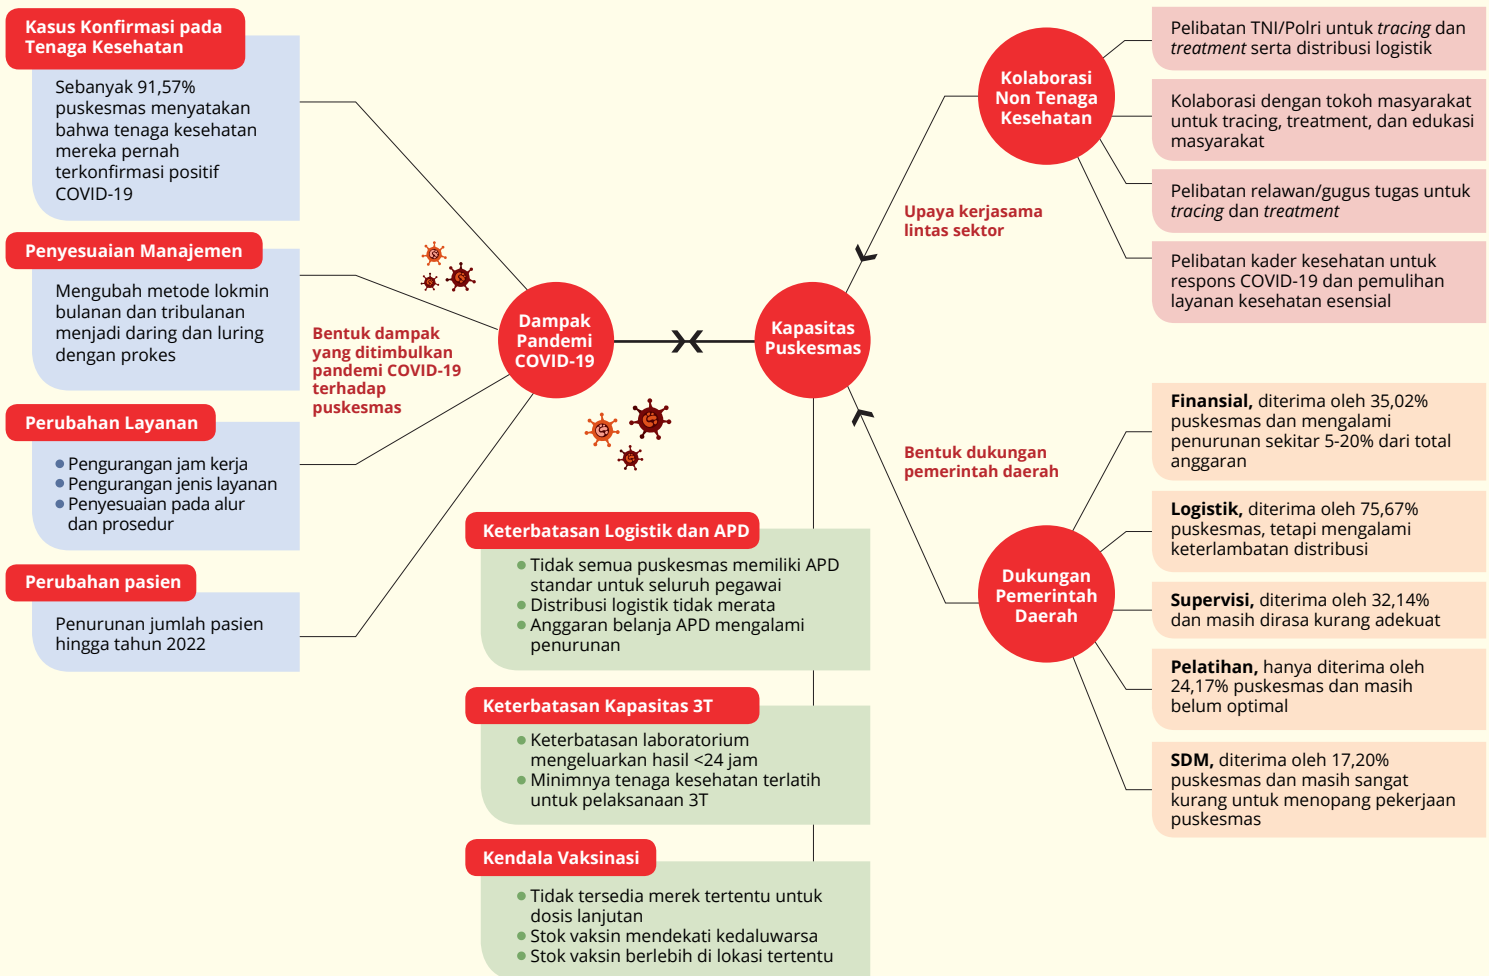 Kasus Konfirmasi pada
Tenaga Kesehatan
Sebanyak 91,57%
puskesmas menyatakan
bahwa tenaga kesehatan
mereka pernah
terkonfirmasi positif
COVID-19
Penyesuaian Manajemen
Mengubah metode lokmin
bulanan dan tribulanan
menjadi daring dan luring
dengan prokes
Perubahan Layanan
● Pengurangan jam kerja
● Pengurangan jenis layanan
● Penyesuaian pada alur
dan prosedur
Perubahan pasien
Penurunan jumlah pasien
hingga tahun 2022
Bentuk dampak
yang ditimbulkan
pandemi COVID-19
terhadap
puskesmas
Dampak
Pandemi
COVID-19
Kapasitas
Puskesmas
Keterbatasan Logistik dan APD
● Tidak semua puskesmas memiliki APD
standar untuk seluruh pegawai
● Distribusi logistik tidak merata
● Anggaran belanja APD mengalami
penurunan
Keterbatasan Kapasitas 3T
● Keterbatasan laboratorium
mengeluarkan hasil <24 jam
● Minimnya tenaga kesehatan terlatih
untuk pelaksanaan 3T
Kendala Vaksinasi
● Tidak tersedia merek tertentu untuk
dosis lanjutan
● Stok vaksin mendekati kedaluwarsa
● Stok vaksin berlebih di lokasi tertentu
Upaya kerjasama
lintas sektor
Kolaborasi
Non Tenaga
Kesehatan
Pelibatan TNI/Polri untuk tracing dan
treatment serta distribusi logistik
Kolaborasi dengan tokoh masyarakat
untuk tracing, treatment, dan edukasi
masyarakat
Pelibatan relawan/gugus tugas untuk
tracing dan treatment
Pelibatan kader kesehatan untuk
respons COVID-19 dan pemulihan
layanan kesehatan esensial
Bentuk dukungan
pemerintah daerah
Dukungan
Pemerintah
Daerah
Finansial, diterima oleh 35,02%
puskesmas dan mengalami
penurunan sekitar 5-20% dari total
anggaran
Logistik, diterima oleh 75,67%
puskesmas, tetapi mengalami
keterlambatan distribusi
Supervisi, diterima oleh 32,14%
dan masih dirasa kurang adekuat
Pelatihan, hanya diterima oleh
24,17% puskesmas dan masih
belum optimal
SDM, diterima oleh 17,20%
puskesmas dan masih sangat
kurang untuk menopang pekerjaan
puskesmas